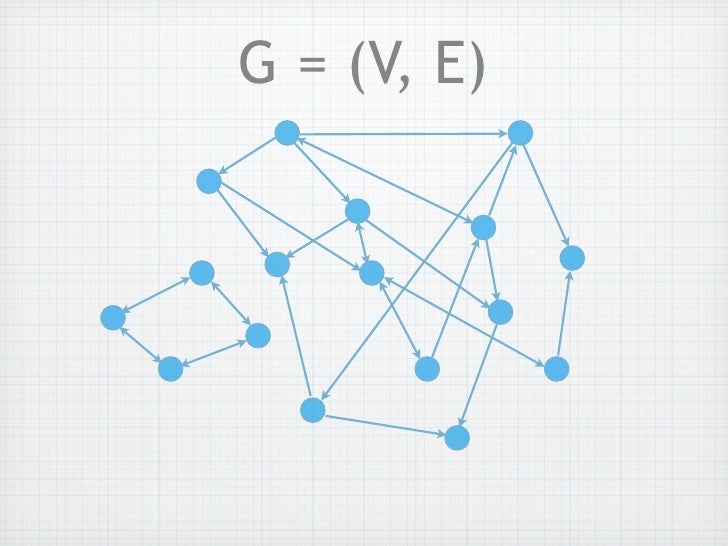 G = (V, E)